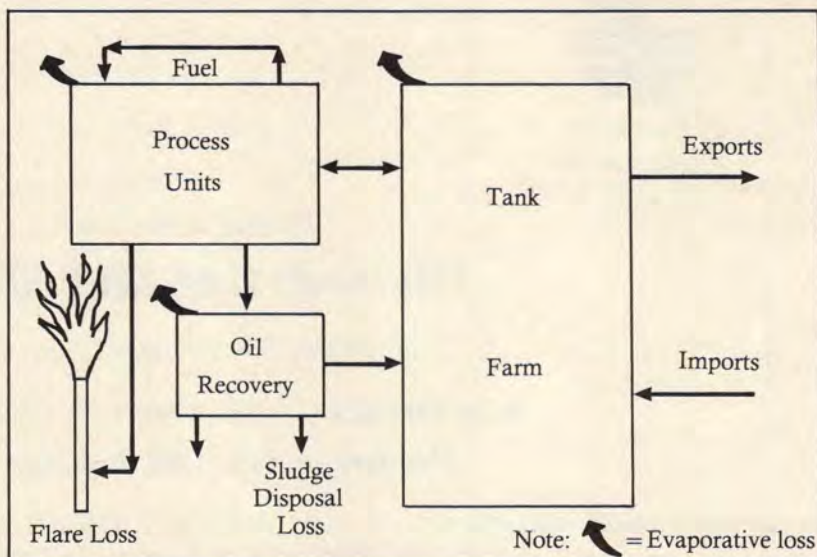 Fuel
Process
Units
Tank
Farm
Exports
Imports
Oil
Recovery
Sludge
Disposal
Loss
Flare Loss
Note: = Evaporative loss